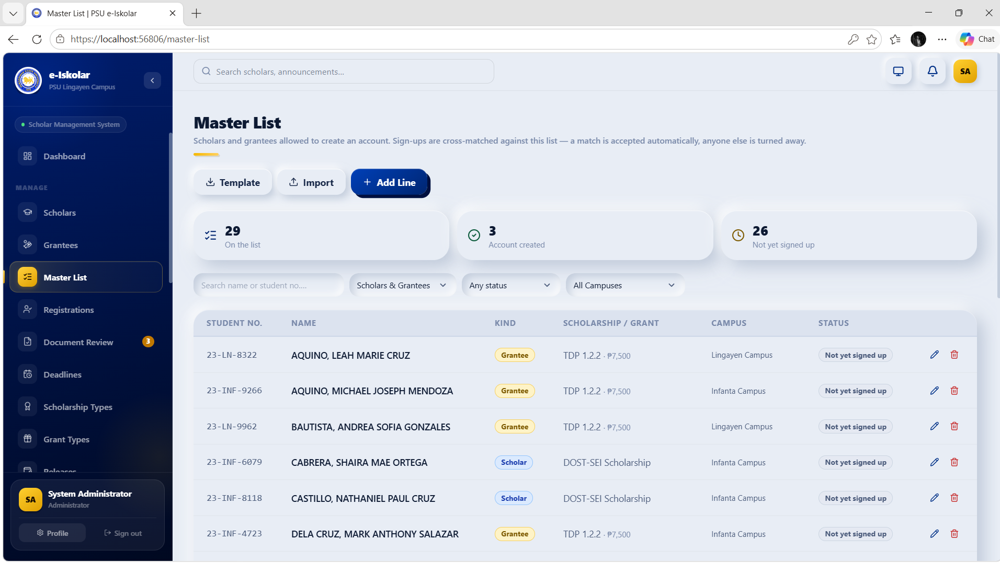 Master List | PSU e-Iskolar
https://localhost:56806/master-list
Chat
e-Iskolar
PSU Lingayen Campus
Scholar Management System
Dashboard
MANAGE
Scholars
Grantees
Master List
Registrations
Document Review 3
Deadlines
Scholarship Types
Grant Types
Releases
SA
System Administrator
Administrator
Profile
Sign out
Search scholars, announcements...
SA
Master List
Scholars and grantees allowed to create an account. Sign-ups are cross-matched against this list — a match is accepted automatically, anyone else is turned away.
Template
Import
+ Add Line
29
On the list
3
Account created
26
Not yet signed up
Search name or student no....
Scholars & Grantees
Any status
All Campuses
STUDENT NO. NAME KIND SCHOLARSHIP / GRANT CAMPUS STATUS
23-LN-8322 AQUINO, LEAH MARIE CRUZ Grantee TDP 1.2.2 · ₱7,500 Lingayen Campus Not yet signed up
23-INF-9266 AQUINO, MICHAEL JOSEPH MENDOZA Grantee TDP 1.2.2 · ₱7,500 Infanta Campus Not yet signed up
23-LN-9962 BAUTISTA, ANDREA SOFIA GONZALES Grantee TDP 1.2.2 · ₱7,500 Lingayen Campus Not yet signed up
23-INF-6079 CABRERA, SHAIRA MAE ORTEGA Scholar DOST-SEI Scholarship Infanta Campus Not yet signed up
23-INF-8118 CASTILLO, NATHANIEL PAUL CRUZ Scholar DOST-SEI Scholarship Infanta Campus Not yet signed up
23-INF-4723 DELA CRUZ, MARK ANTHONY SALAZAR Grantee TDP 1.2.2 · ₱7,500 Infanta Campus Not yet signed up